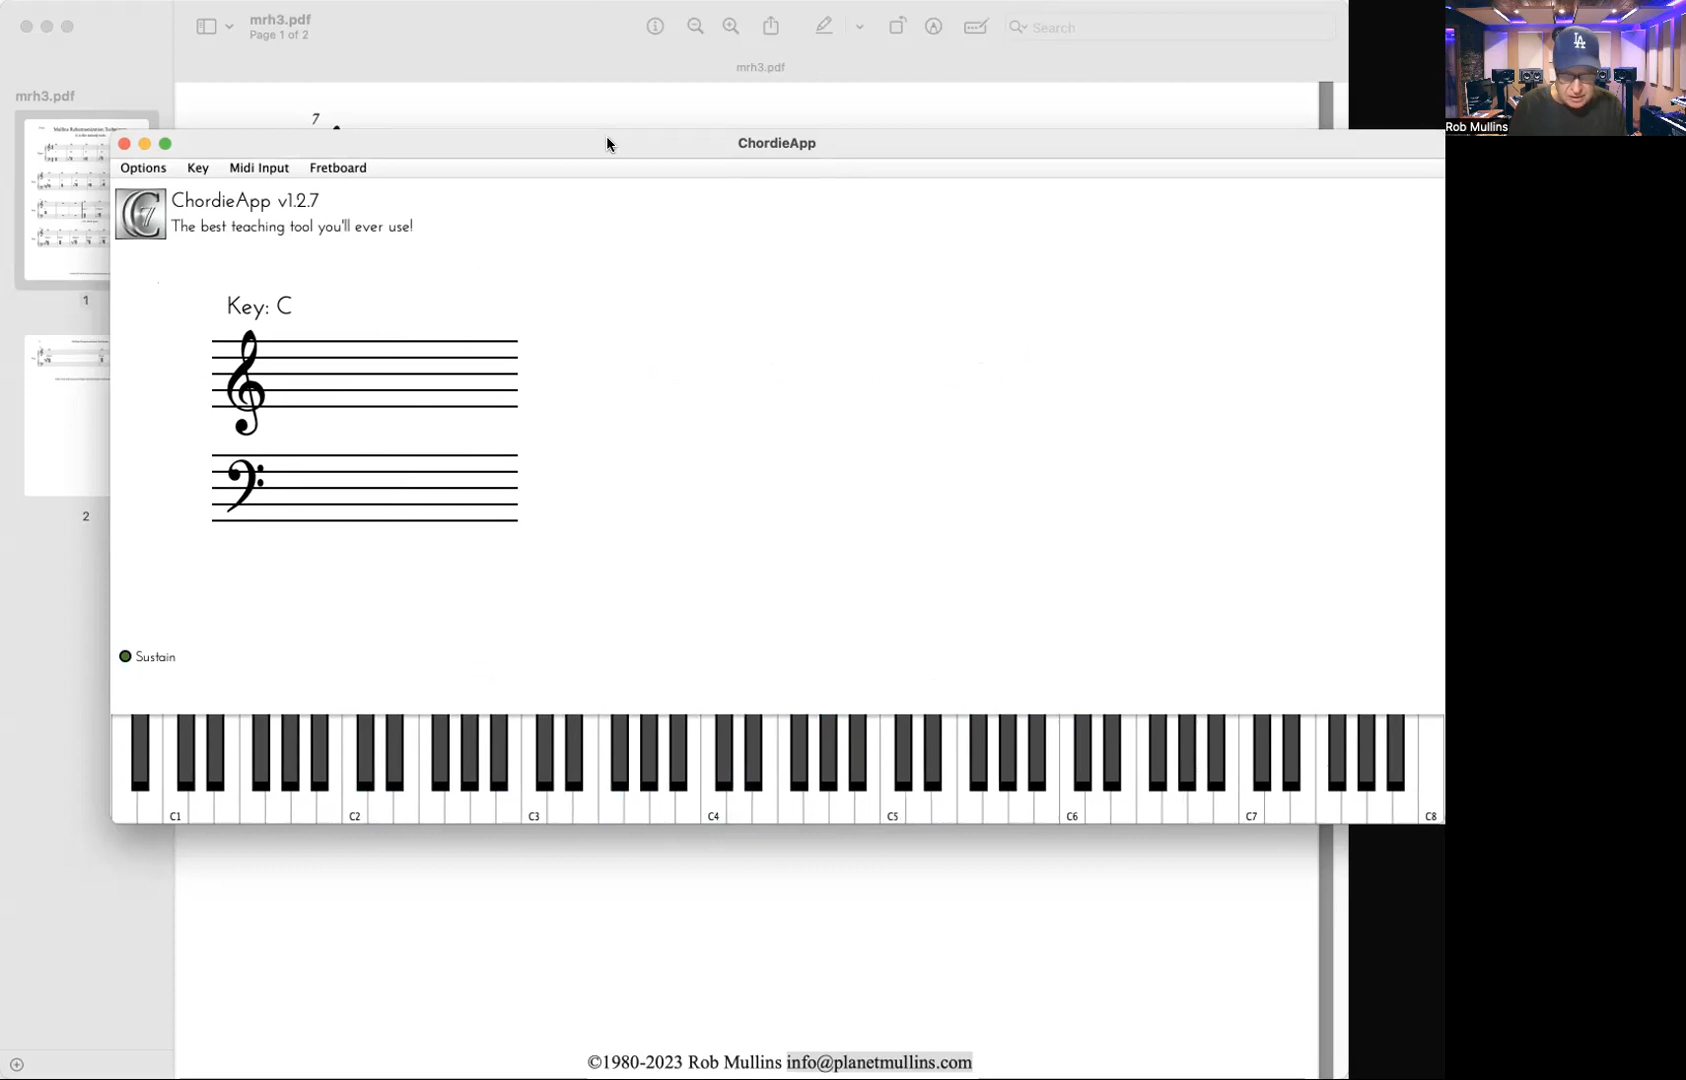 mrh3.pdf
Page 1 of 2
Search
mrh3.pdf
mrh3.pdf
7
Rob Mullins
ChordieApp
Options Key Midi Input Fretboard
ChordieApp v1.2.7
The best teaching tool you'll ever use!
1
Key: C
2
Sustain
C1 C2 C3 C4 C5 C6 C7 C8
©1980-2023 Rob Mullins info@planetmullins.com